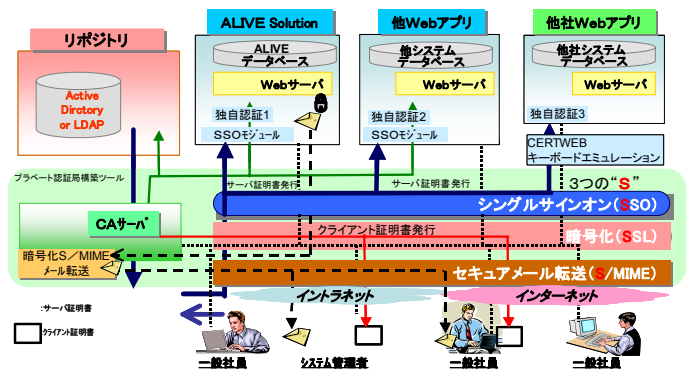 リポジトリ
Active
Dirctory
or LDAP
ALIVE Solution
ALIVE
データベース
Webサーバ
独自認証1
SSOモジュール
他Webアプリ
他システム
データベース
Webサーバ
独自認証2
SSOモジュール
他社Webアプリ
他社システム
データベース
Webサーバ
独自認証3
CERTWEB
キーボードエミュレーション
プラベート認証局構築ツール
サーバ証明書発行
サーバ証明書発行
3つの“S”
シングルサインオン(SSO)
CAサーバ
クライアント証明書発行
暗号化(SSL)
暗号化S/MIME
メール転送
セキュアメール転送(S/MIME)
イントラネット
インターネット
:サーバ証明書
:クライアント証明書
一般社員
システム管理者
一般社員
一般社員